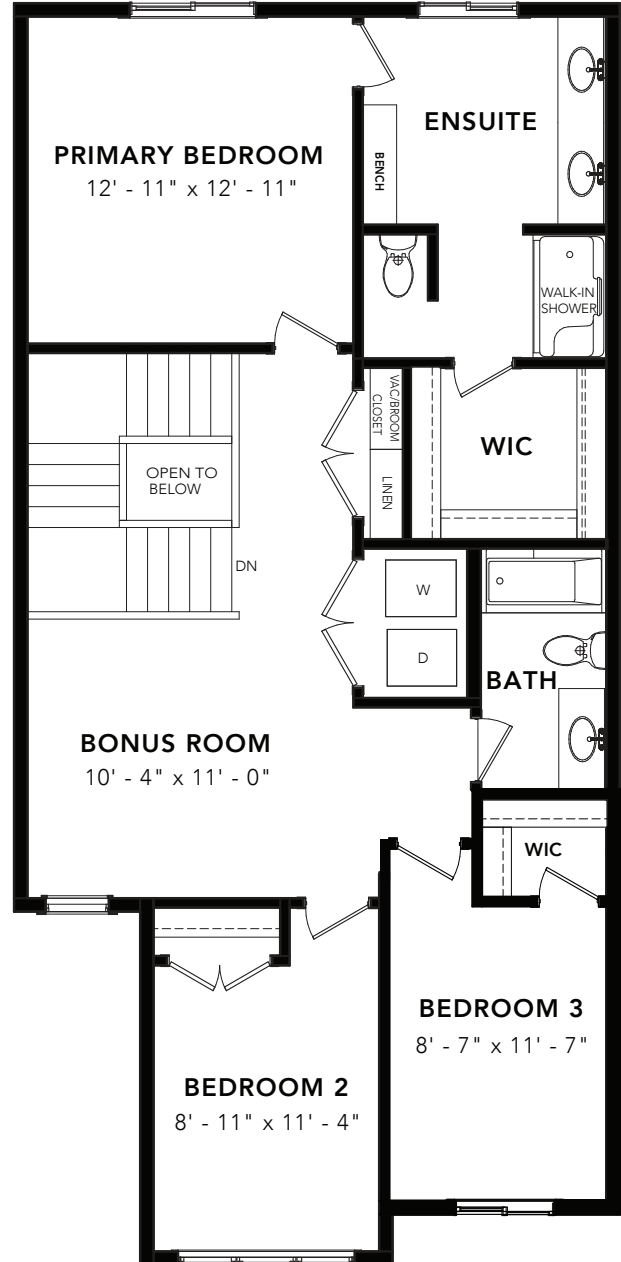 ENSUITE
PRIMARY BEDROOM
12' - 11" x 12' - 11"
BENCH
WALK-IN
SHOWER
VAC/BROOM
CLOSET
LINEN
WIC
OPEN TO
BELOW
DN
W
D
BATH
BONUS ROOM
10' - 4" x 11' - 0"
WIC
BEDROOM 3
8' - 7" x 11' - 7"
BEDROOM 2
8' - 11" x 11' - 4"